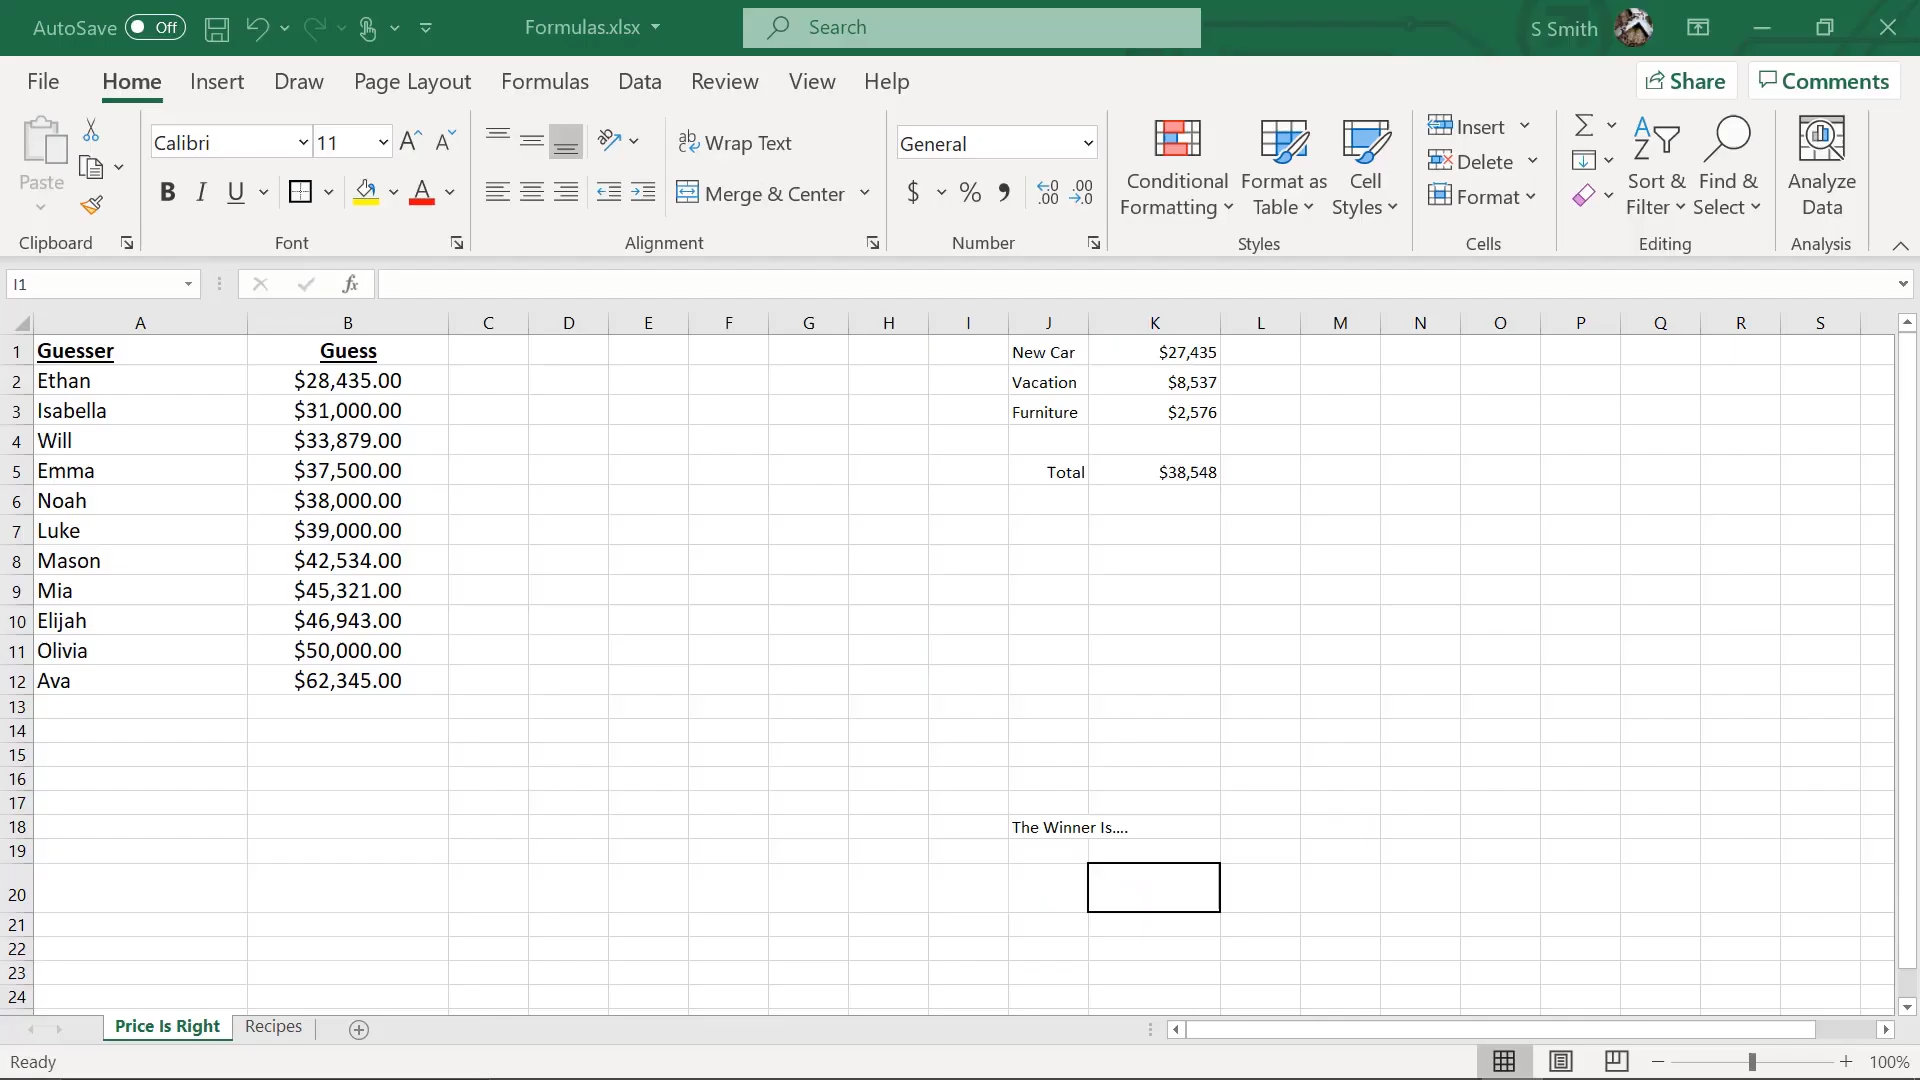 AutoSave Off Formulas.xlsx Search S Smith
File Home Insert Draw Page Layout Formulas Data Review View Help Share Comments
Paste
Clipboard
Calibri 11
B I U A
Font
Wrap Text
Merge & Center
Alignment
General
$ % 9
Number
Conditional Formatting
Format as Table
Cell Styles
Styles
Insert
Delete
Format
Cells
Sort & Filter
Find & Select
Editing
Analyze Data
Analysis
I1 fx
A B C D E F G H I J K L M N O P Q R S
1 Guesser Guess New Car $27,435
2 Ethan $28,435.00 Vacation $8,537
3 Isabella $31,000.00 Furniture $2,576
4 Will $33,879.00
5 Emma $37,500.00 Total $38,548
6 Noah $38,000.00
7 Luke $39,000.00
8 Mason $42,534.00
9 Mia $45,321.00
10 Elijah $46,943.00
11 Olivia $50,000.00
12 Ava $62,345.00
13
14
15
16
17
18 The Winner Is....
19
20
21
22
23
24
Price Is Right Recipes
Ready 100%